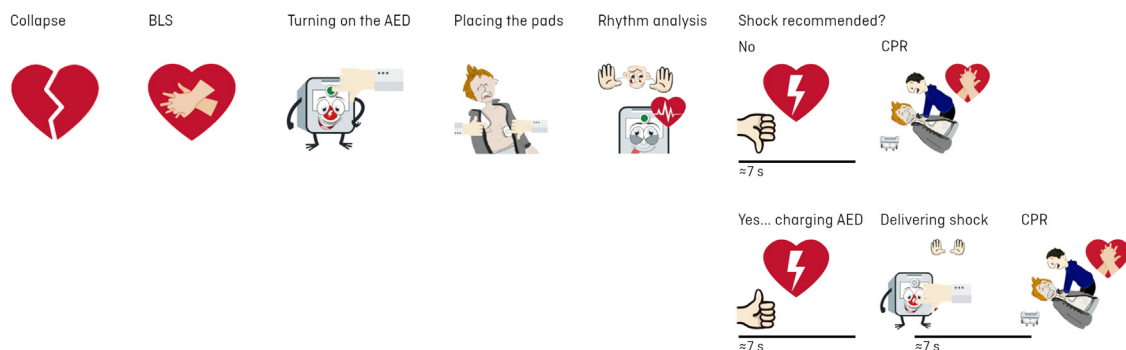 Collapse
BLS
Turning on the AED
Placing the pads
Rhythm analysis
Shock recommended?
No
CPR
≈7 s
Yes... charging AED
Delivering shock
CPR
≈7 s
≈7 s